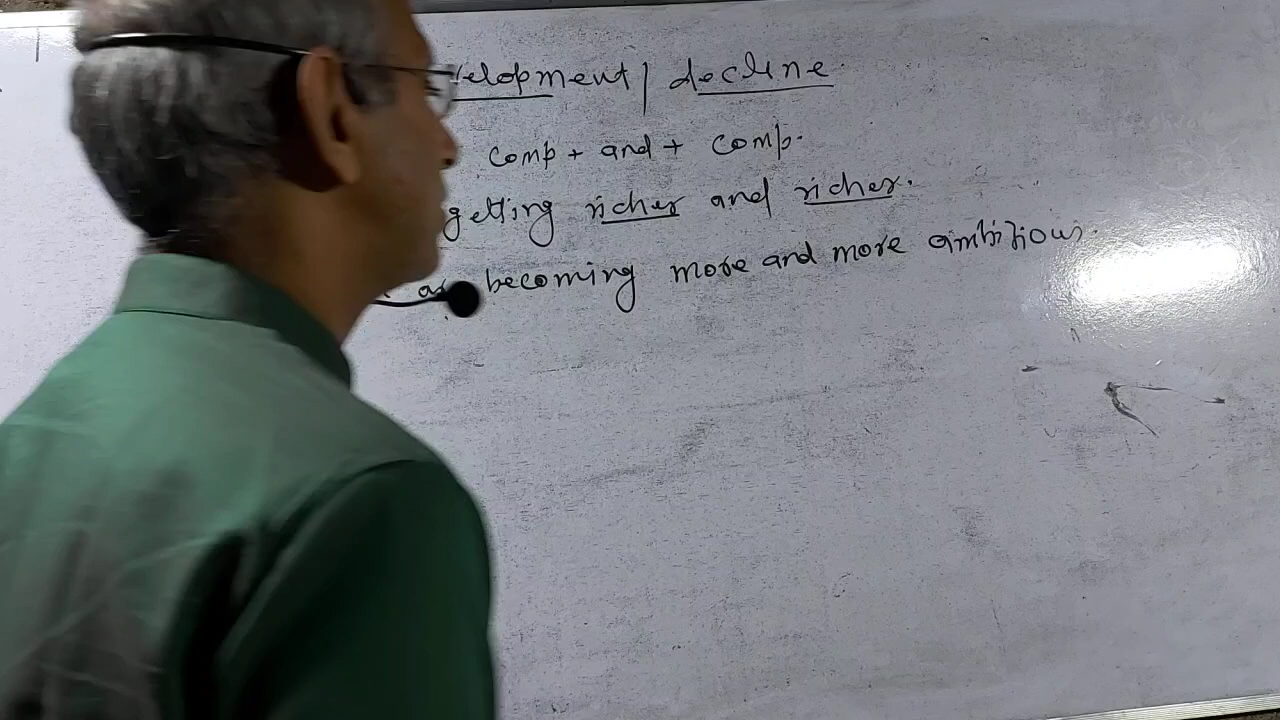 velopment / decline.
comp + and + comp.
getting richer and richer.
becoming more and more ambitious.